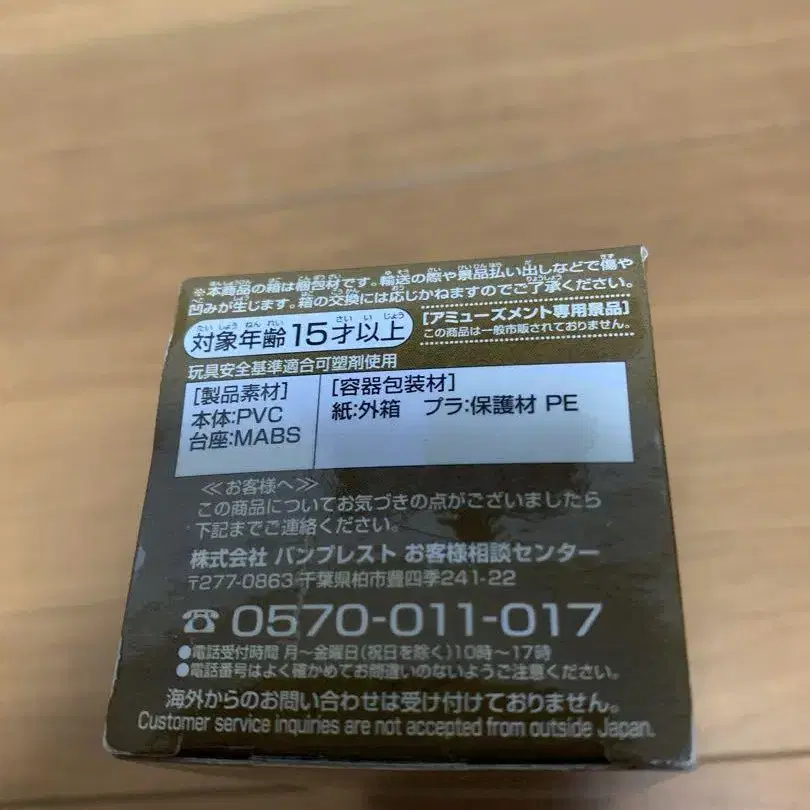 ※本商品の箱は梱包材です。輸送の際や景品払い出しなどで傷や
凹みが生じます。箱の交換には応じかねますのでご了承ください。
対象年齢15才以上
[アミューズメント専用景品]
この商品は一般市販されておりません。
玩具安全基準適合可塑剤使用
[製品素材]
本体:PVC
台座:MABS
[容器包装材]
紙:外箱 プラ:保護材 PE
≪お客様へ≫
この商品についてお気づきの点がございましたら
下記までご連絡ください。
株式会社 バンプレスト お客様相談センター
〒277-0863 千葉県柏市豊四季241-22
☎0570-011-017
●電話受付時間 月～金曜日(祝日を除く)10時～17時
●電話番号はよく確かめてお間違いのないようご注意ください。
海外からのお問い合わせは受け付けておりません。
Customer service inquiries are not accepted from outside Japan.